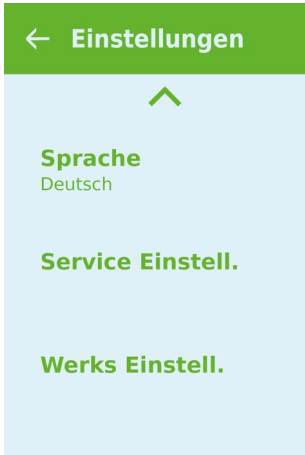 Einstellungen
Sprache
Deutsch
Service Einstell.
Werks Einstell.